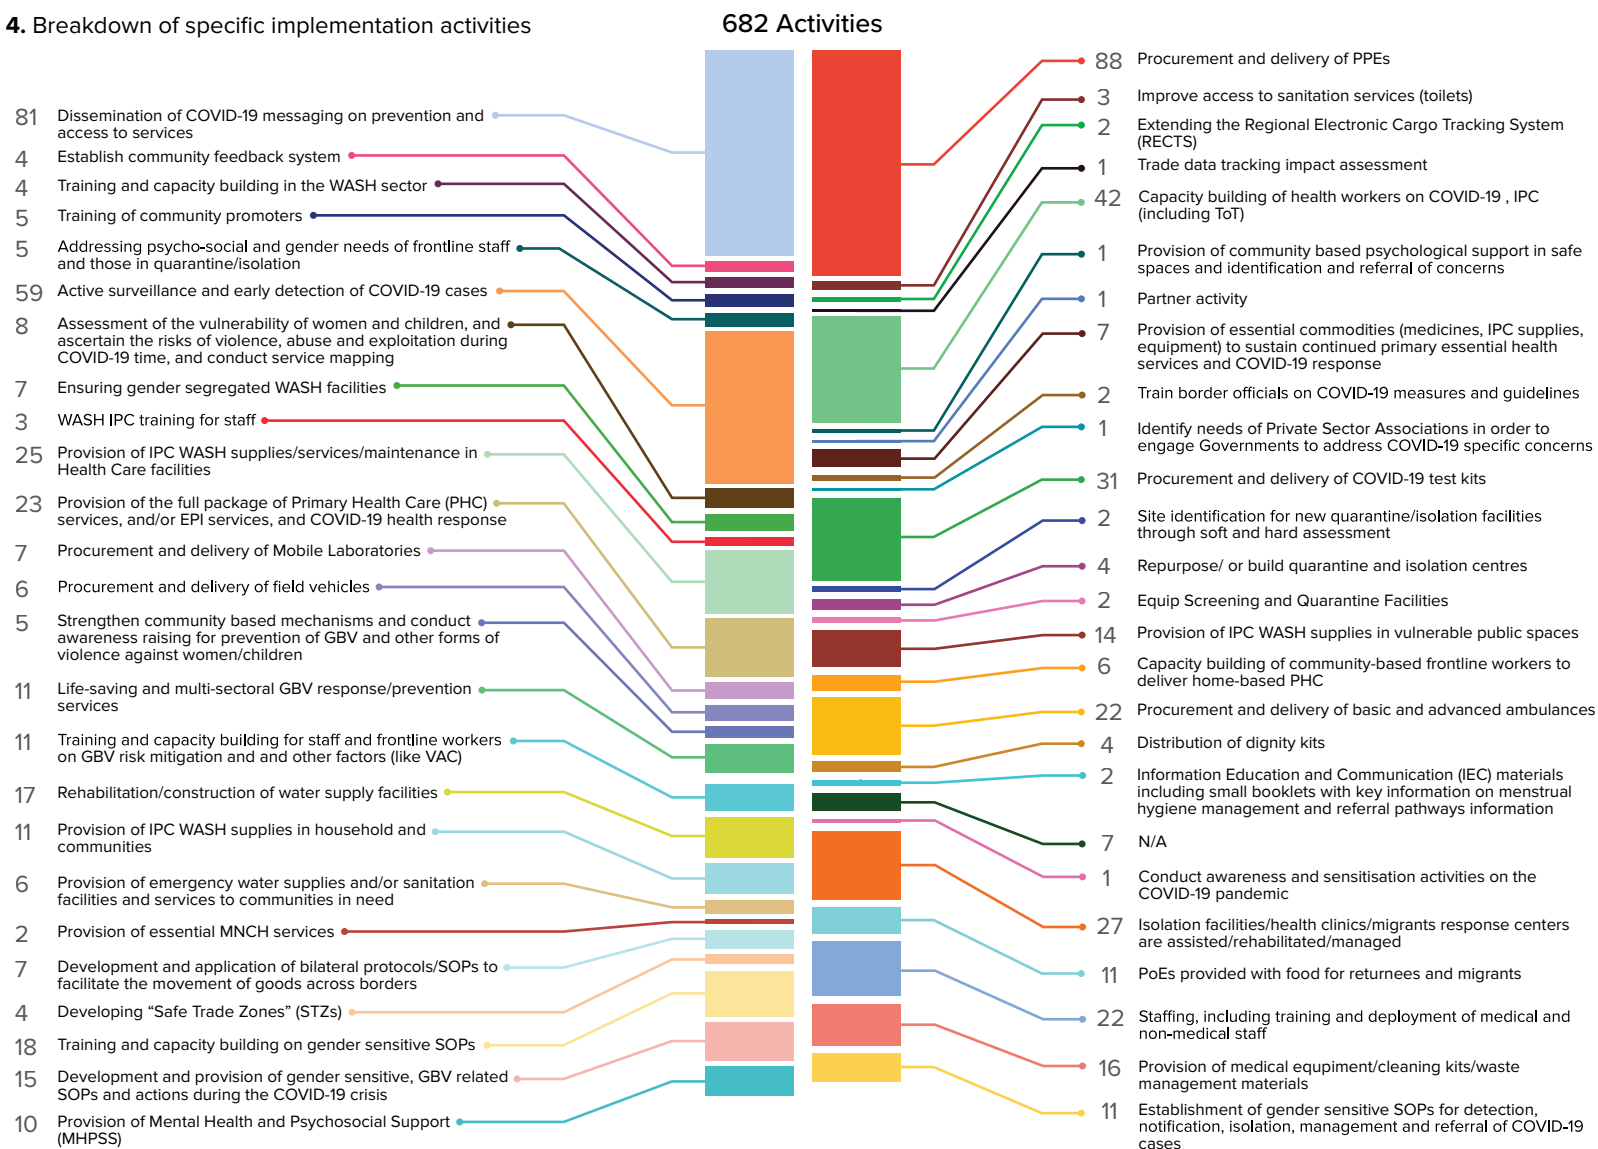 4. Breakdown of specific implementation activities
682 Activities
81 Dissemination of COVID-19 messaging on prevention and
access to services
4 Establish community feedback system
4 Training and capacity building in the WASH sector
5 Training of community promoters
5 Addressing psycho-social and gender needs of frontline staff
and those in quarantine/isolation
59 Active surveillance and early detection of COVID-19 cases
8 Assessment of the vulnerability of women and children, and
ascertain the risks of violence, abuse and exploitation during
COVID-19 time, and conduct service mapping
7 Ensuring gender segregated WASH facilities
3 WASH IPC training for staff
25 Provision of IPC WASH supplies/services/maintenance in
Health Care facilities
23 Provision of the full package of Primary Health Care (PHC)
services, and/or EPI services, and COVID-19 health response
7 Procurement and delivery of Mobile Laboratories
6 Procurement and delivery of field vehicles
5 Strengthen community based mechanisms and conduct
awareness raising for prevention of GBV and other forms of
violence against women/children
11 Life-saving and multi-sectoral GBV response/prevention
services
11 Training and capacity building for staff and frontline workers
on GBV risk mitigation and and other factors (like VAC)
17 Rehabilitation/construction of water supply facilities
11 Provision of IPC WASH supplies in household and
communities
6 Provision of emergency water supplies and/or sanitation
facilities and services to communities in need
2 Provision of essential MNCH services
7 Development and application of bilateral protocols/SOPs to
facilitate the movement of goods across borders
4 Developing “Safe Trade Zones” (STZs)
18 Training and capacity building on gender sensitive SOPs
15 Development and provision of gender sensitive, GBV related
SOPs and actions during the COVID-19 crisis
10 Provision of Mental Health and Psychosocial Support
(MHPSS)
88 Procurement and delivery of PPEs
3 Improve access to sanitation services (toilets)
2 Extending the Regional Electronic Cargo Tracking System
(RECTS)
1 Trade data tracking impact assessment
42 Capacity building of health workers on COVID-19 , IPC
(including ToT)
1 Provision of community based psychological support in safe
spaces and identification and referral of concerns
1 Partner activity
7 Provision of essential commodities (medicines, IPC supplies,
equipment) to sustain continued primary essential health
services and COVID-19 response
2 Train border officials on COVID-19 measures and guidelines
1 Identify needs of Private Sector Associations in order to
engage Governments to address COVID-19 specific concerns
31 Procurement and delivery of COVID-19 test kits
2 Site identification for new quarantine/isolation facilities
through soft and hard assessment
4 Repurpose/ or build quarantine and isolation centres
2 Equip Screening and Quarantine Facilities
14 Provision of IPC WASH supplies in vulnerable public spaces
6 Capacity building of community-based frontline workers to
deliver home-based PHC
22 Procurement and delivery of basic and advanced ambulances
4 Distribution of dignity kits
2 Information Education and Communication (IEC) materials
including small booklets with key information on menstrual
hygiene management and referral pathways information
7 N/A
1 Conduct awareness and sensitisation activities on the
COVID-19 pandemic
27 Isolation facilities/health clinics/migrants response centers
are assisted/rehabilitated/managed
11 PoEs provided with food for returnees and migrants
22 Staffing, including training and deployment of medical and
non-medical staff
16 Provision of medical equpiment/cleaning kits/waste
management materials
11 Establishment of gender sensitive SOPs for detection,
notification, isolation, management and referral of COVID-19
cases